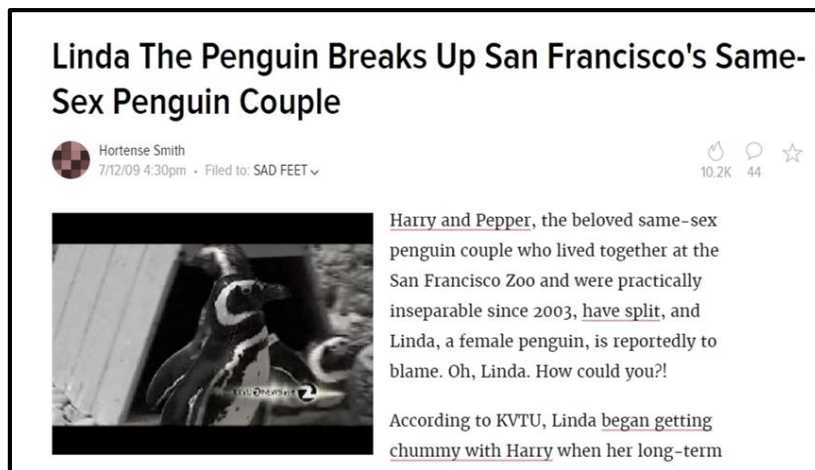 Linda The Penguin Breaks Up San Francisco's Same-
Sex Penguin Couple
Hortense Smith
7/12/09 4:30pm • Filed to: SAD FEET
10.2K 44
Harry and Pepper, the beloved same-sex
penguin couple who lived together at the
San Francisco Zoo and were practically
inseparable since 2003, have split, and
Linda, a female penguin, is reportedly to
blame. Oh, Linda. How could you?!
According to KVTU, Linda began getting
chummy with Harry when her long-term